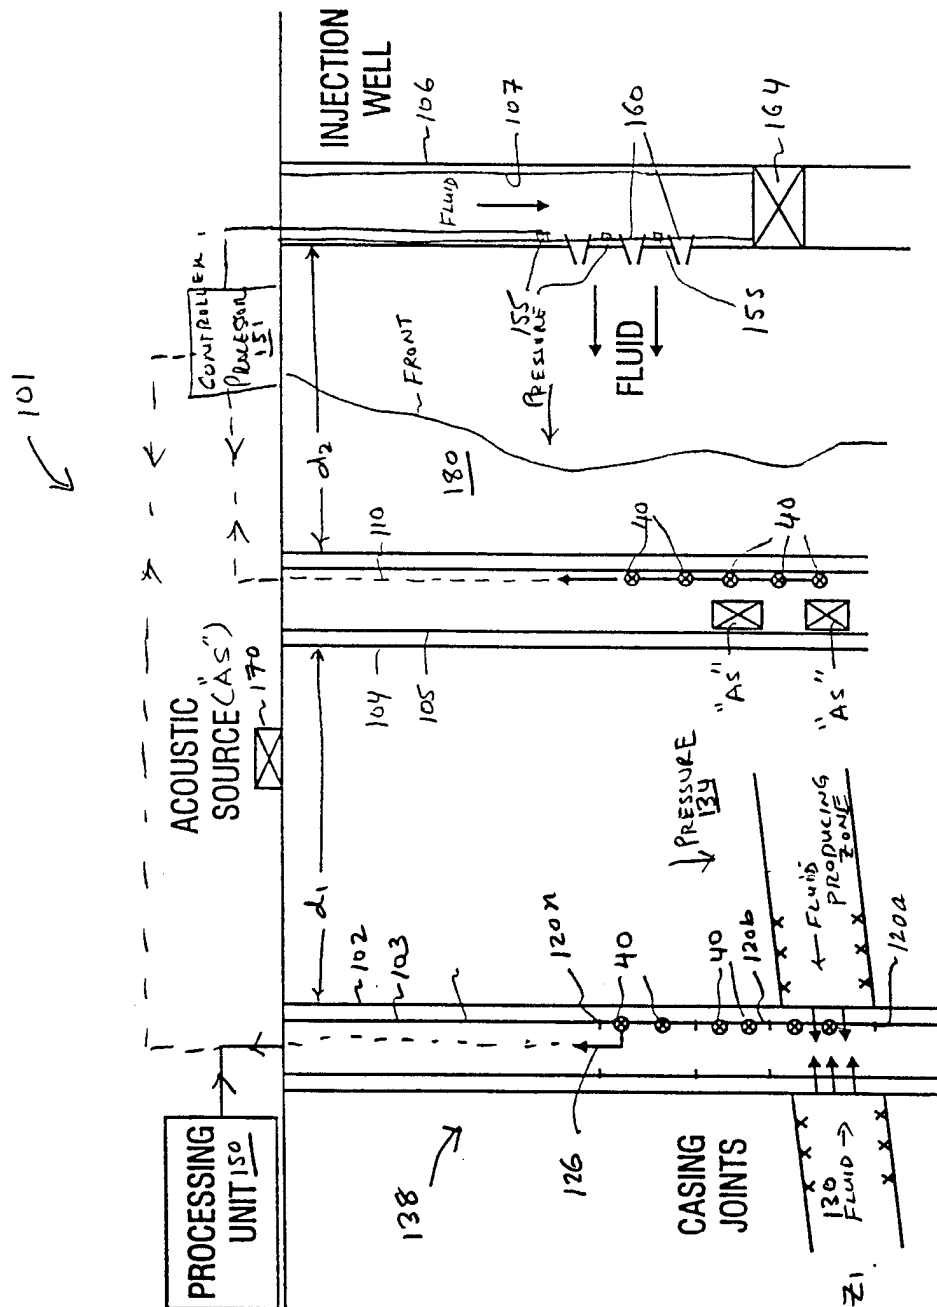 101
PROCESSING
UNIT 150
ACOUSTIC
SOURCE ("AS")
170
CONTROLLER
PROCESSOR
151
INJECTION
WELL
d1
d2
102
103
104
105
110
106
FLUID
107
FRONT
180
138
126
120n
40
40
120b
120a
PRESSURE
134
40
40
"AS"
"AS"
PRESSURE
155
FLUID
155
160
164
CASING
JOINTS
FLUID
PRODUCING
ZONE
130
FLUID
Z1